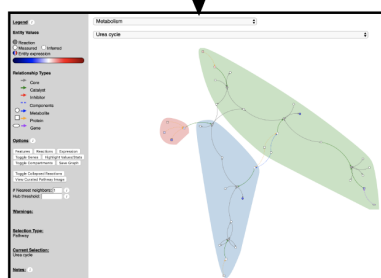 Metabolism
Urea cycle
Legend
Entity Values
Reaction
Measured Inferred
Entity expression
Relationship Types
Core
Catalyst
Inhibitor
Components
Metabolite
Protein
Gene
Options
Features Reactions Expression
Toggle Genes Highlight Values/Stats
Toggle Compartments Save Graph
Toggle Collapsed Reactions
View Curated Pathway Image
# Nearest neighbors:
Hub threshold:
Warnings:
Selection Type:
Pathway
Current Selection:
Urea cycle
Notes: